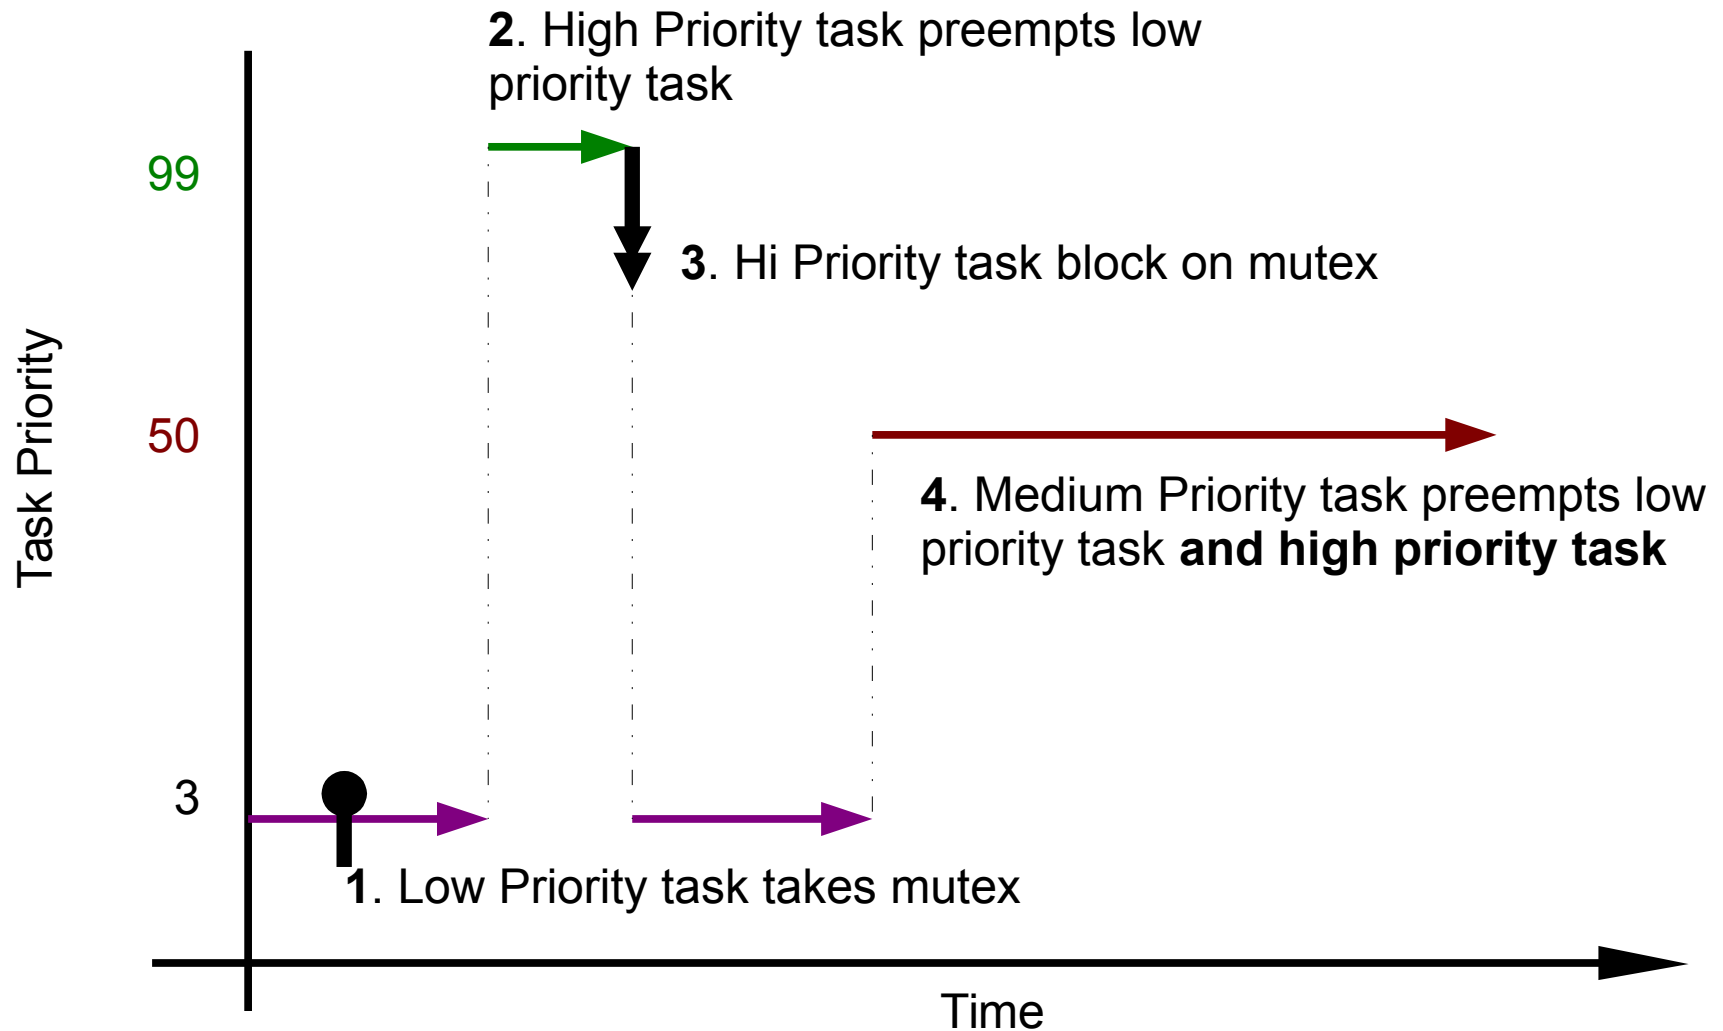 2. High Priority task preempts low
priority task
99
3. Hi Priority task block on mutex
Task Priority
50
4. Medium Priority task preempts low
priority task and high priority task
3
1. Low Priority task takes mutex
Time